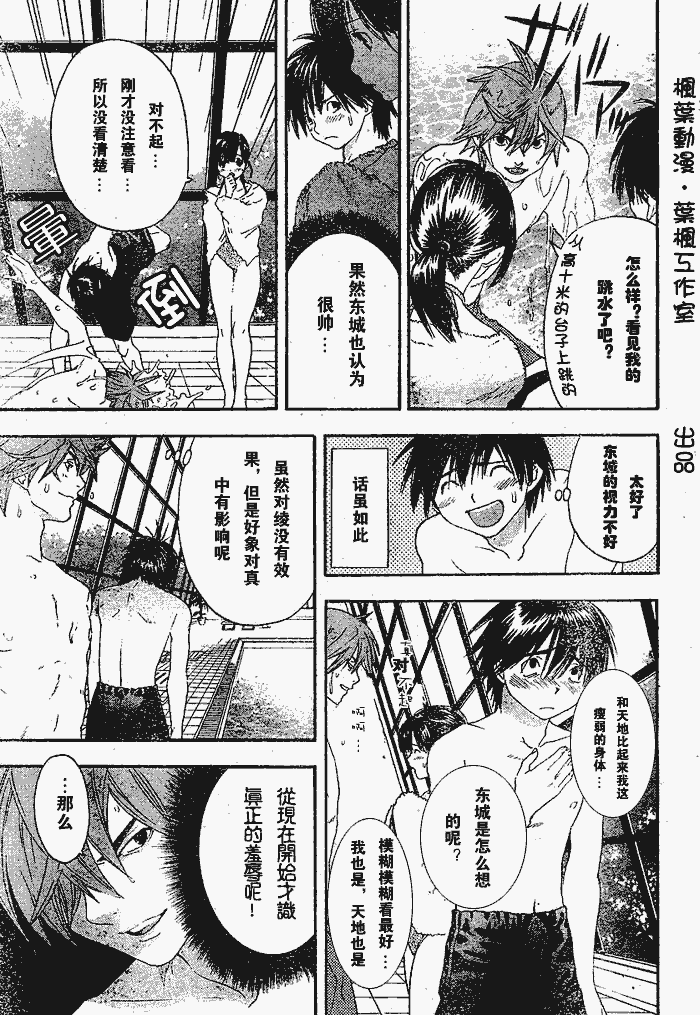 楓葉動漫·葉楓工作室
出品
怎么样？看见我的
跳水了吧？
从高十米的台子上跳的
果然东城也认为
很帅…
对不起…
刚才没注意看…
所以没看清楚…
暈
倒
太好了
东城的视力不好
话虽如此
虽然对绫没有效
果，但是好象对真
中有影响呢
和天地比起来我这
瘦弱的身体…
对不起
啊啊…
东城是怎么想
的呢？
模糊模糊看最好…
我也是，天地也是
從現在開始才識
眞正的羞辱呢！
…那么